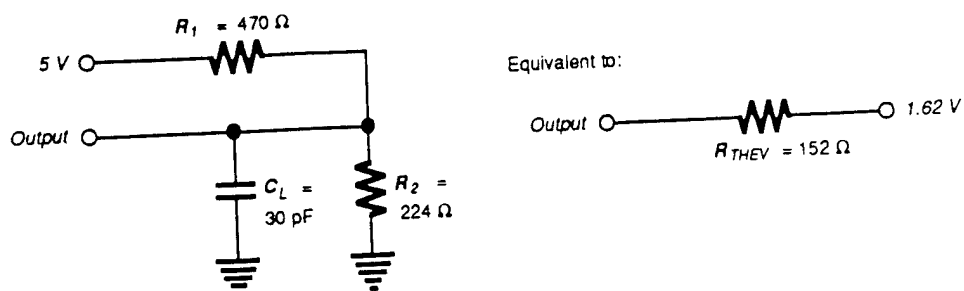 R1 = 470 Ω
5 V
Output
CL =
30 pF
R2 =
224 Ω
Equivalent to:
Output
1.62 V
RTHEV = 152 Ω